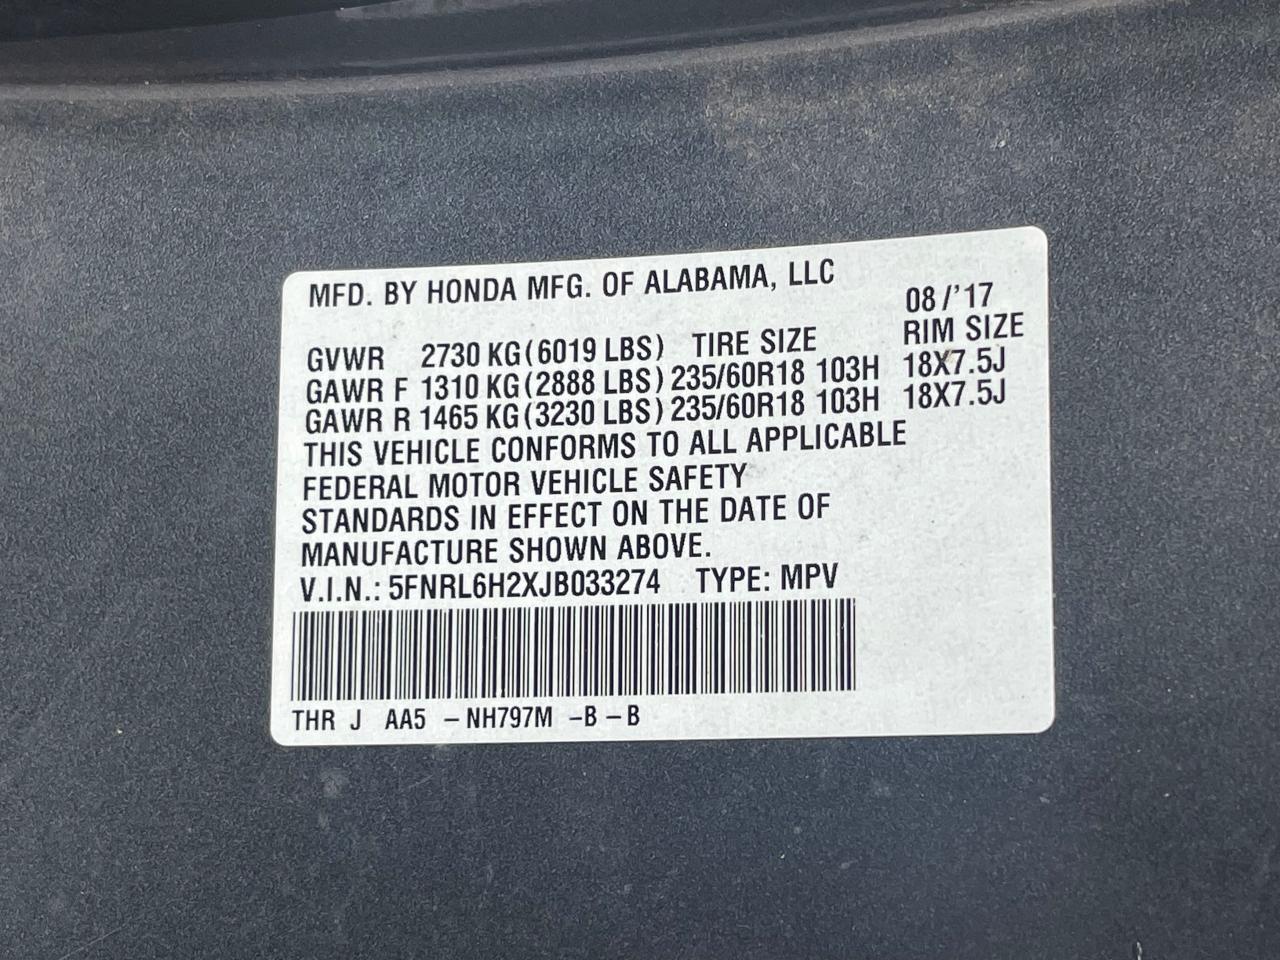 MFD. BY HONDA MFG. OF ALABAMA, LLC
08/'17
GVWR 2730 KG(6019 LBS) TIRE SIZE RIM SIZE
GAWR F 1310 KG(2888 LBS) 235/60R18 103H 18X7.5J
GAWR R 1465 KG(3230 LBS) 235/60R18 103H 18X7.5J
THIS VEHICLE CONFORMS TO ALL APPLICABLE
FEDERAL MOTOR VEHICLE SAFETY
STANDARDS IN EFFECT ON THE DATE OF
MANUFACTURE SHOWN ABOVE.
V.I.N.: 5FNRL6H2XJB033274 TYPE: MPV
THR J AA5 -NH797M -B-B